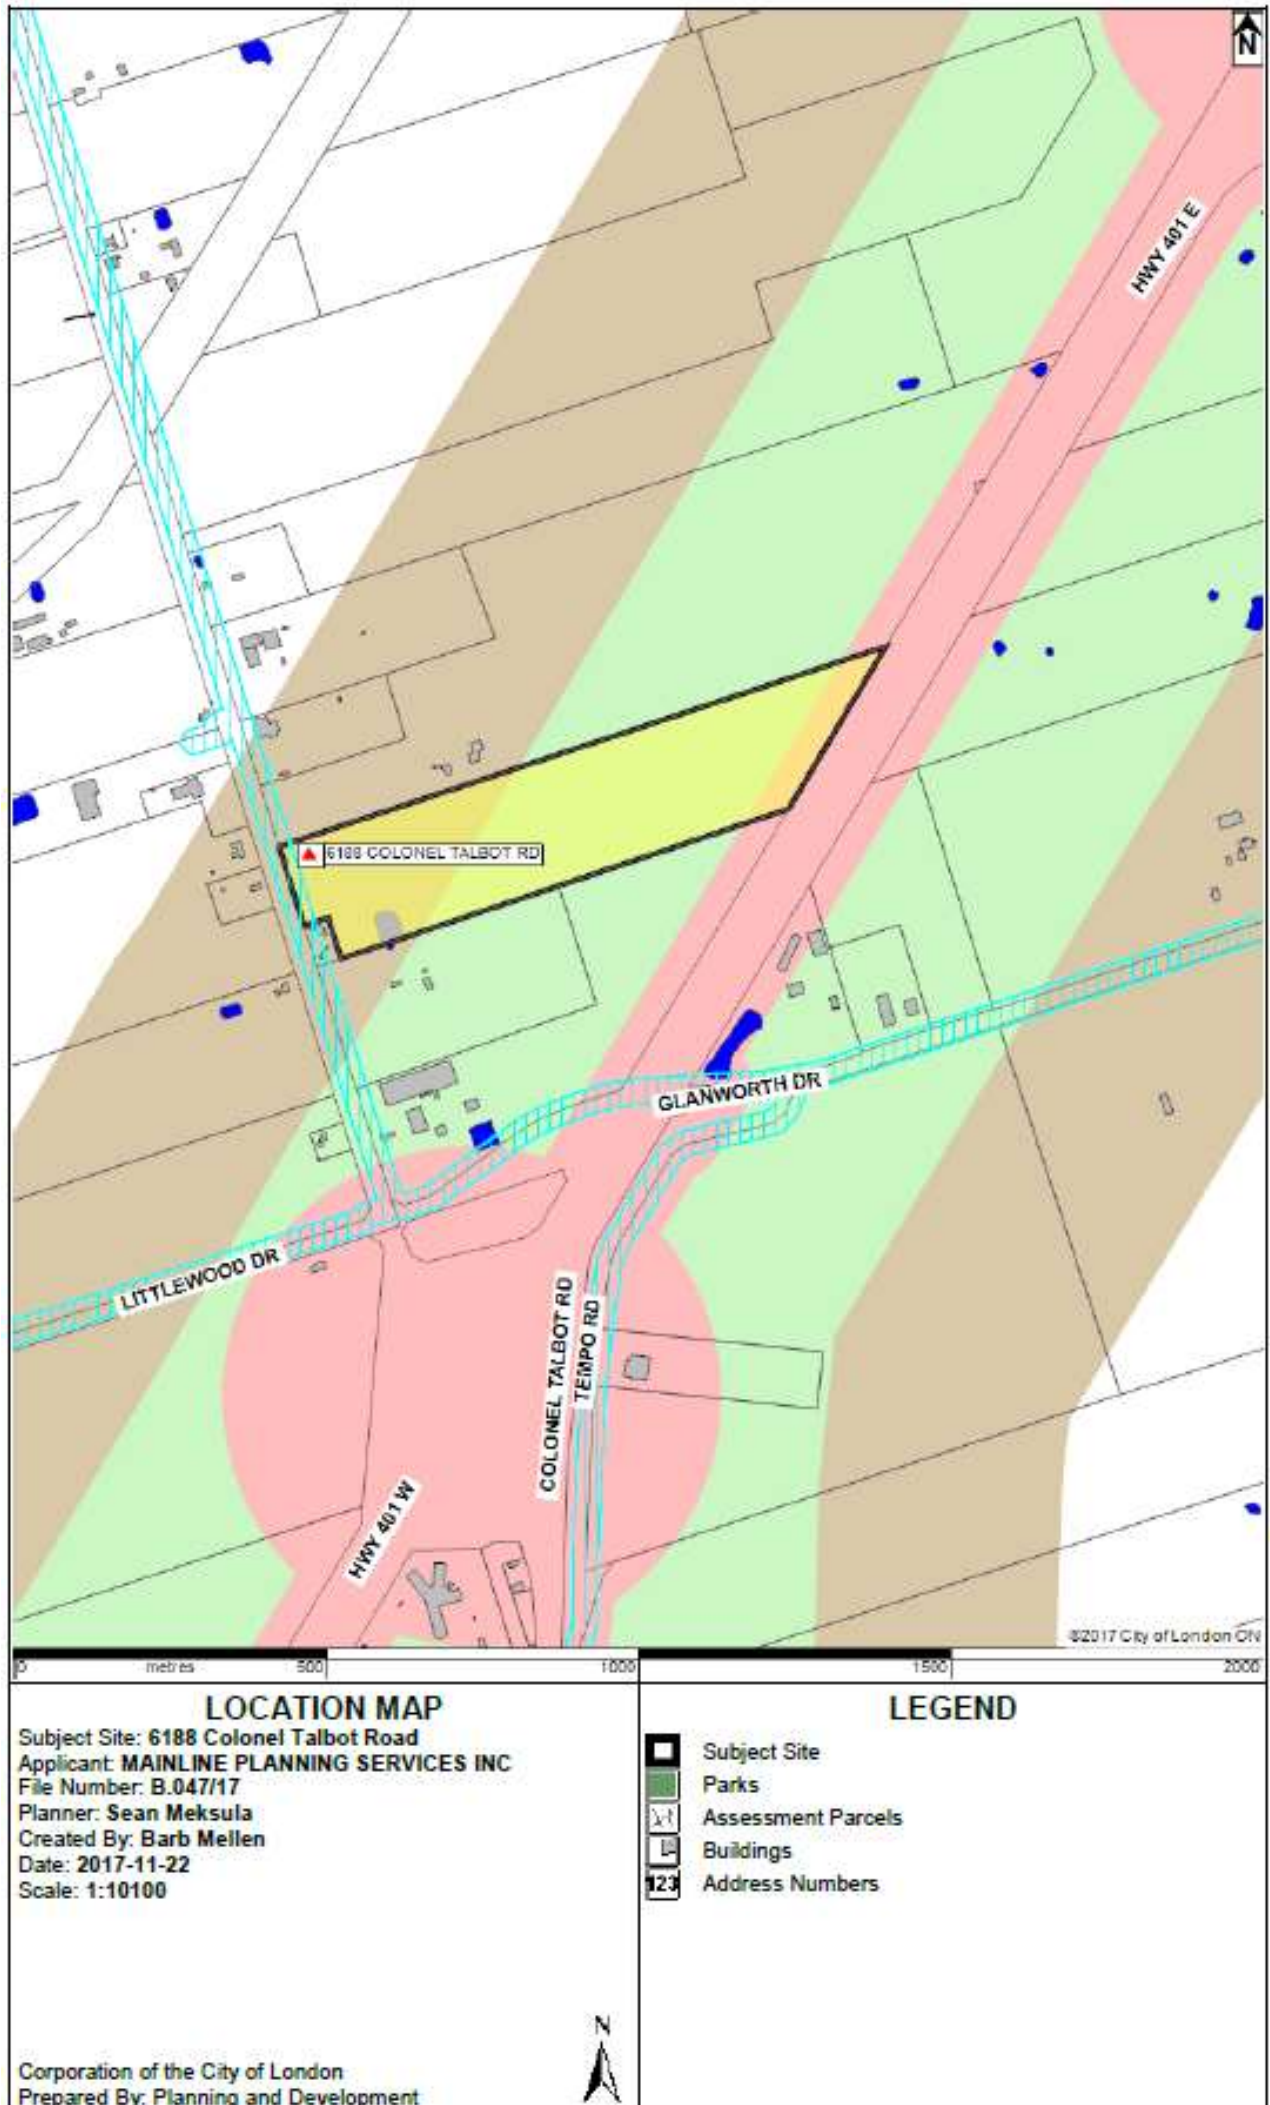 N
HWY 401 E
6188 COLONEL TALBOT RD
GLANWORTH DR
LITTLEWOOD DR
COLONEL TALBOT RD
TEMPO RD
HWY 401 W
©2017 City of London ON
0 metres 500 1000 1500 2000
LOCATION MAP
Subject Site: 6188 Colonel Talbot Road
Applicant: MAINLINE PLANNING SERVICES INC
File Number: B.047/17
Planner: Sean Meksula
Created By: Barb Mellen
Date: 2017-11-22
Scale: 1:10100
N
Corporation of the City of London
Prepared By: Planning and Development
LEGEND
Subject Site
Parks
Assessment Parcels
Buildings
123 Address Numbers